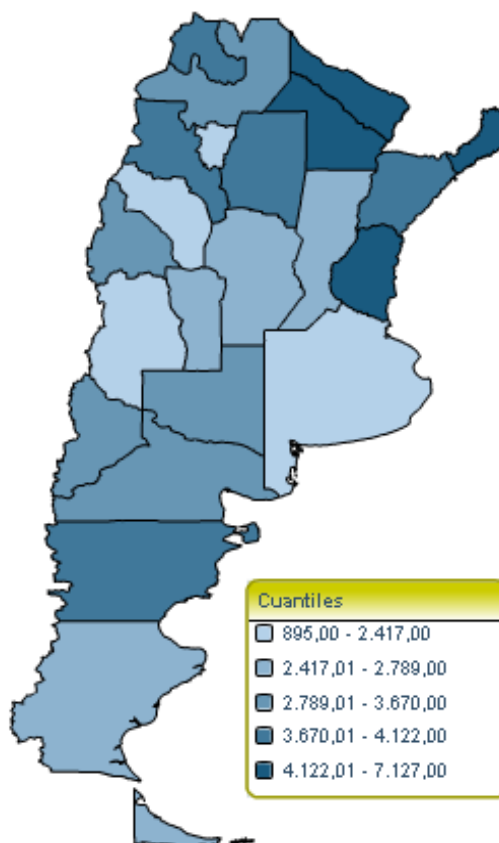 Cuantiles
895,00 - 2.417,00
2.417,01 - 2.789,00
2.789,01 - 3.670,00
3.670,01 - 4.122,00
4.122,01 - 7.127,00